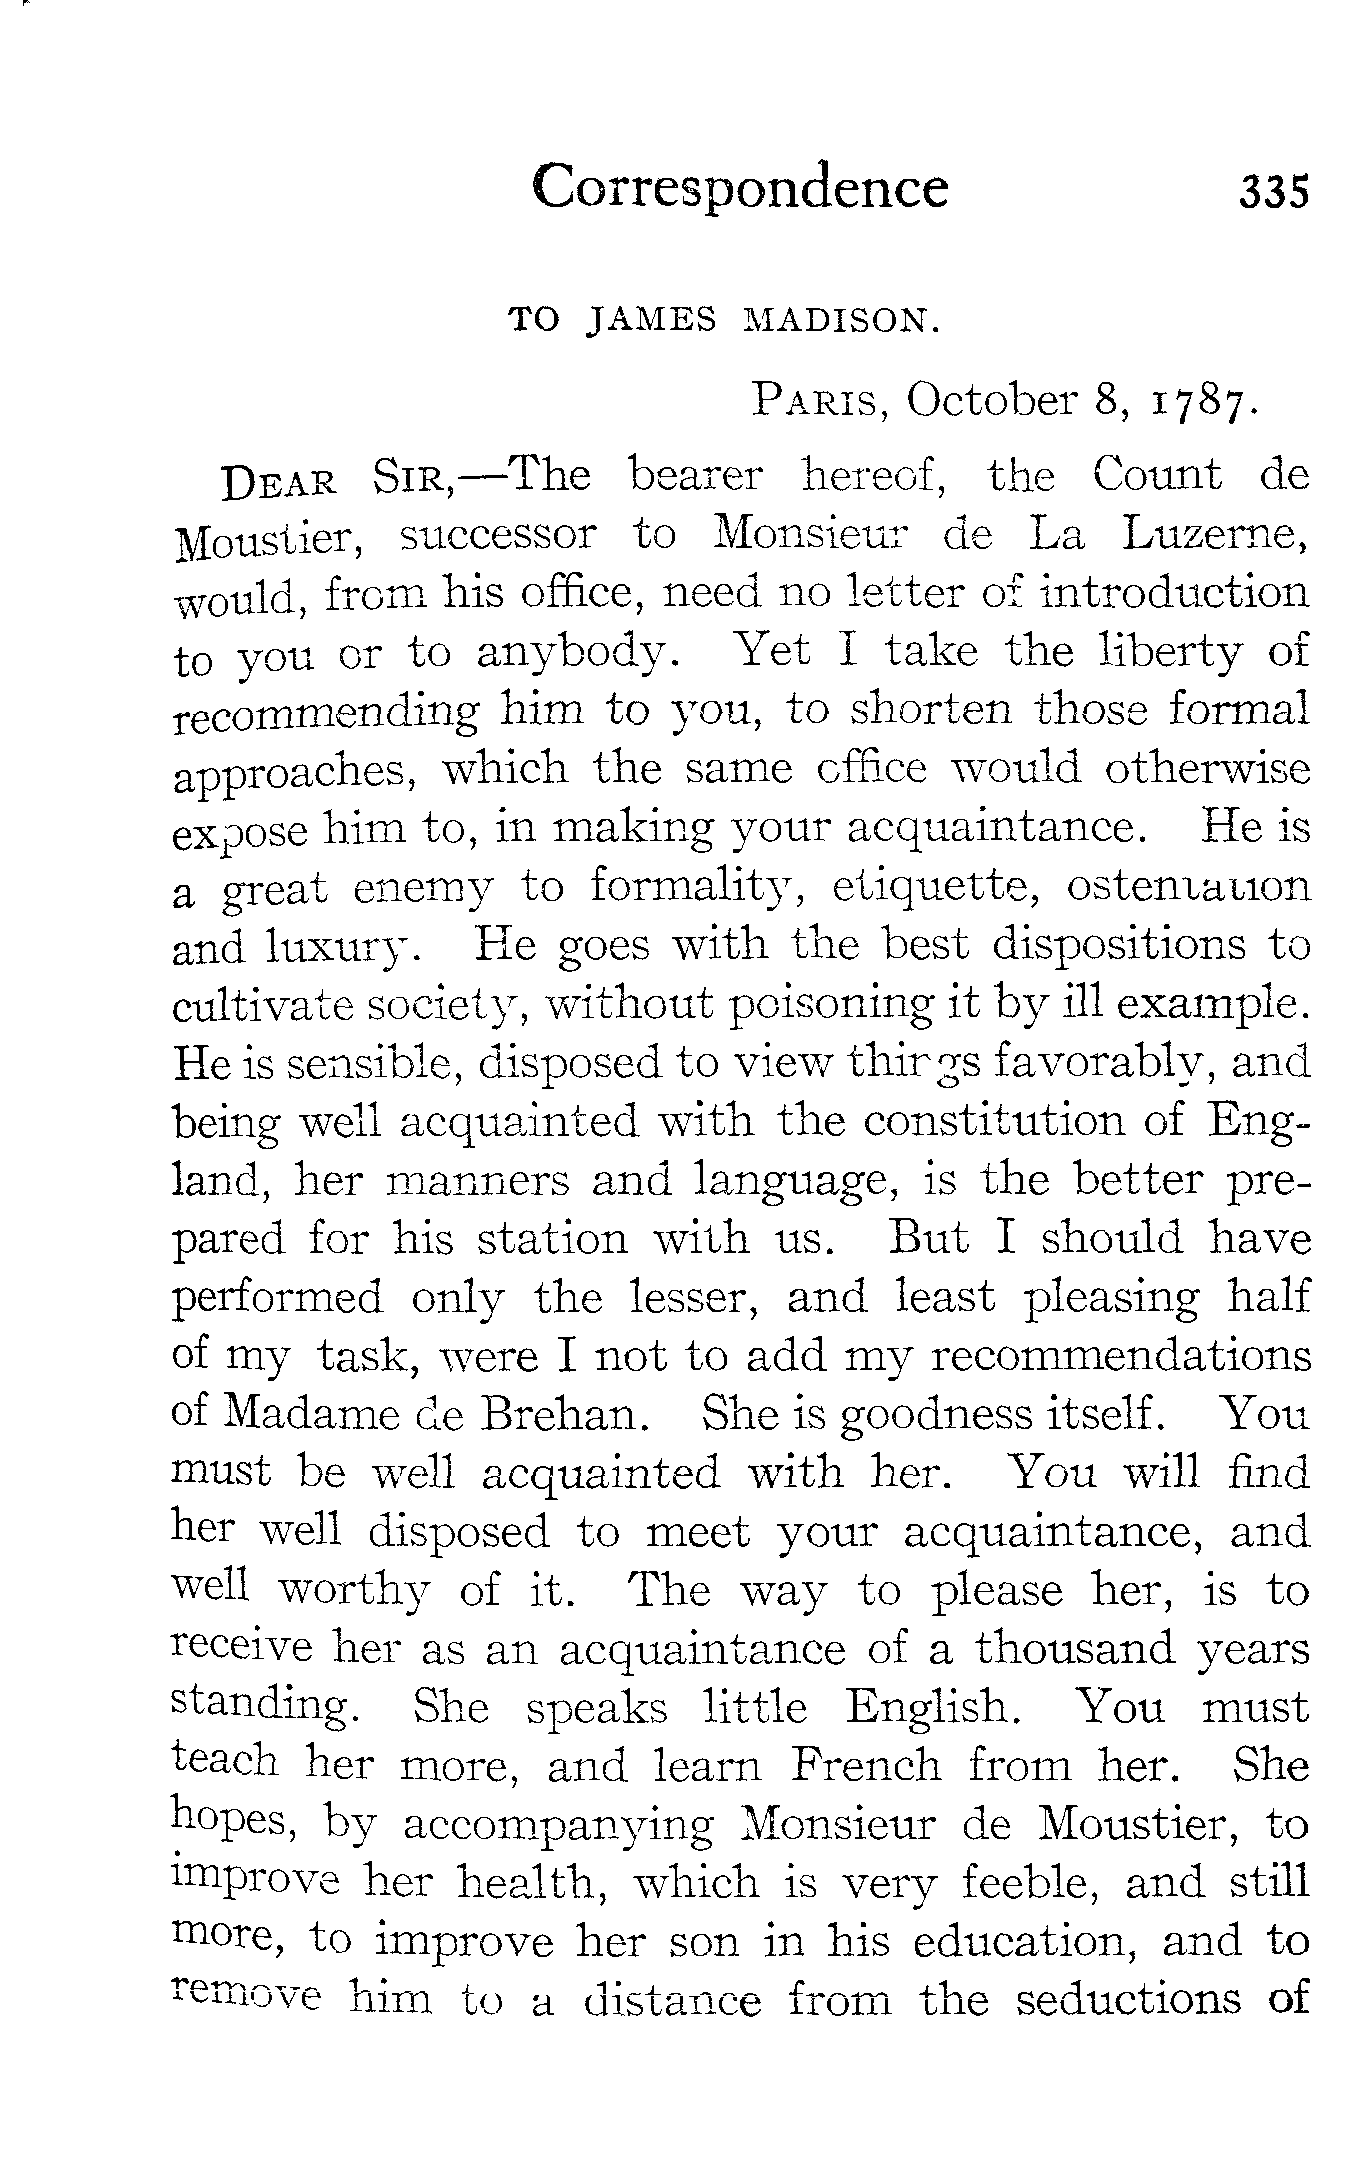 Correspondence 335
TO JAMES MADISON.
PARIS, October 8, 1787.
DEAR SIR,—The bearer hereof, the Count de
Moustier, successor to Monsieur de La Luzerne,
would, from his office, need no letter of introduction
to you or to anybody. Yet I take the liberty of
recommending him to you, to shorten those formal
approaches, which the same office would otherwise
expose him to, in making your acquaintance. He is
a great enemy to formality, etiquette, ostentation
and luxury. He goes with the best dispositions to
cultivate society, without poisoning it by ill example.
He is sensible, disposed to view things favorably, and
being well acquainted with the constitution of Eng-
land, her manners and language, is the better pre-
pared for his station with us. But I should have
performed only the lesser, and least pleasing half
of my task, were I not to add my recommendations
of Madame de Brehan. She is goodness itself. You
must be well acquainted with her. You will find
her well disposed to meet your acquaintance, and
well worthy of it. The way to please her, is to
receive her as an acquaintance of a thousand years
standing. She speaks little English. You must
teach her more, and learn French from her. She
hopes, by accompanying Monsieur de Moustier, to
improve her health, which is very feeble, and still
more, to improve her son in his education, and to
remove him to a distance from the seductions of